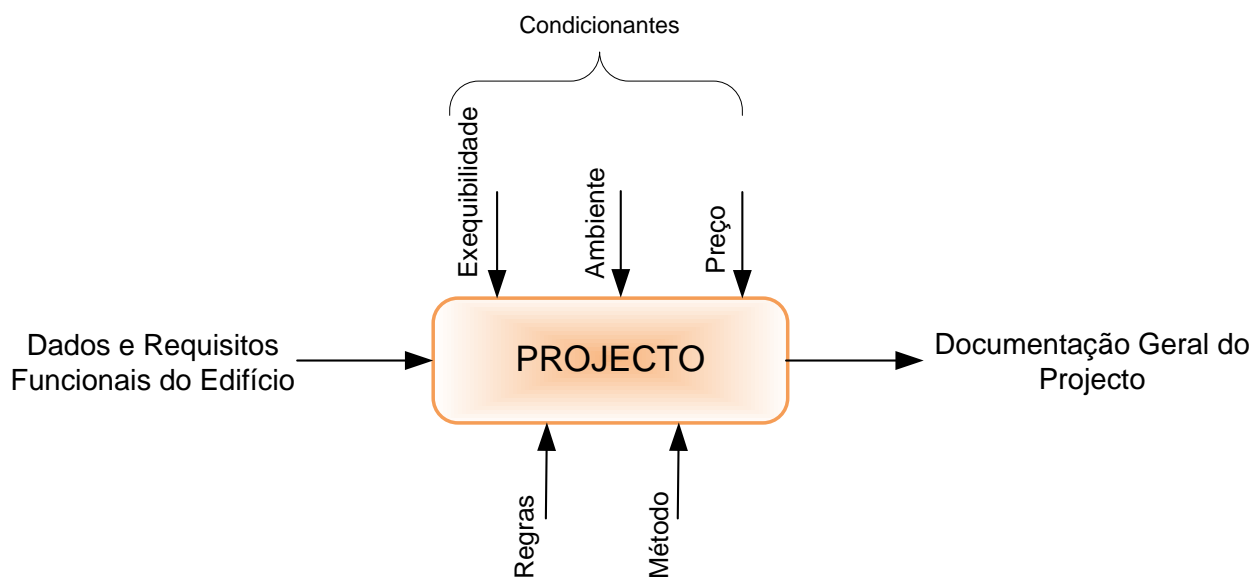 Condicionantes
Exequibilidade
Ambiente
Preço
Dados e Requisitos
Funcionais do Edifício
PROJECTO
Documentação Geral do
Projecto
Regras
Método